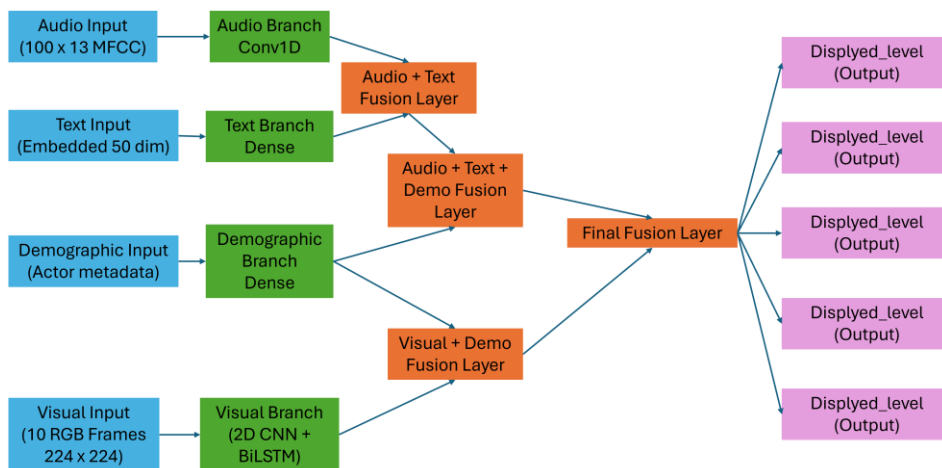 Audio Input
(100 x 13 MFCC)
Audio Branch
Conv1D
Audio + Text
Fusion Layer
Text Input
(Embedded 50 dim)
Text Branch
Dense
Audio + Text +
Demo Fusion
Layer
Demographic Input
(Actor metadata)
Demographic
Branch
Dense
Visual + Demo
Fusion Layer
Visual Input
(10 RGB Frames
224 x 224)
Visual Branch
(2D CNN +
BiLSTM)
Final Fusion Layer
Displyed_level
(Output)
Displyed_level
(Output)
Displyed_level
(Output)
Displyed_level
(Output)
Displyed_level
(Output)